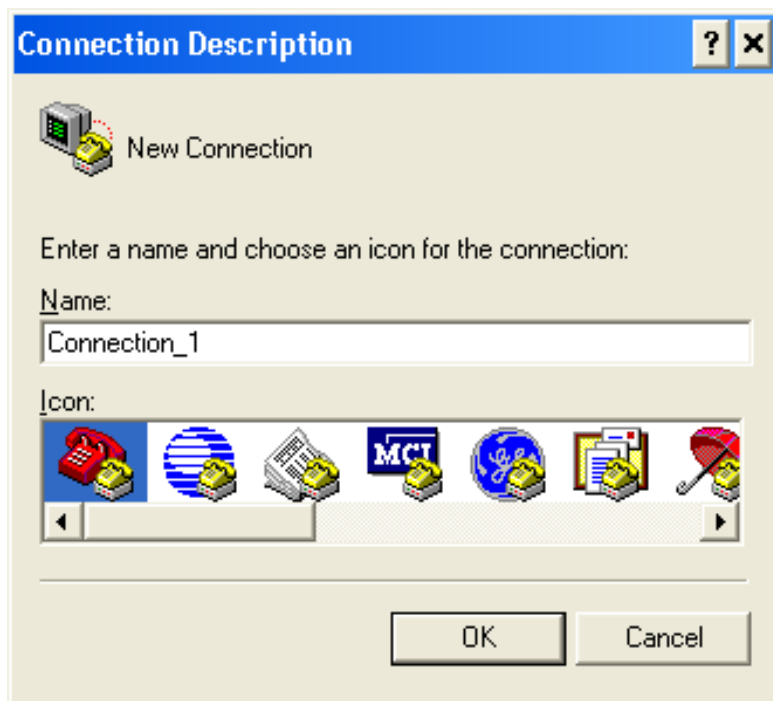 Connection Description
New Connection
Enter a name and choose an icon for the connection:
Name:
Connection_1
Icon:
MCI
OK Cancel